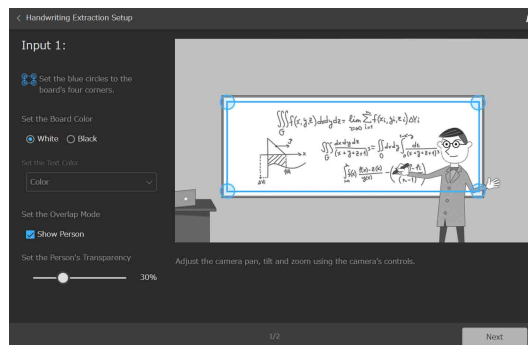 Handwriting Extraction Setup
Input 1:
Set the blue circles to the
board's four corners.
Set the Board Color
White
Black
Set the Text Color
Color
Set the Overlap Mode
Show Person
Set the Person's Transparency
30%
Adjust the camera pan, tilt and zoom using the camera's controls.
1/2
Next